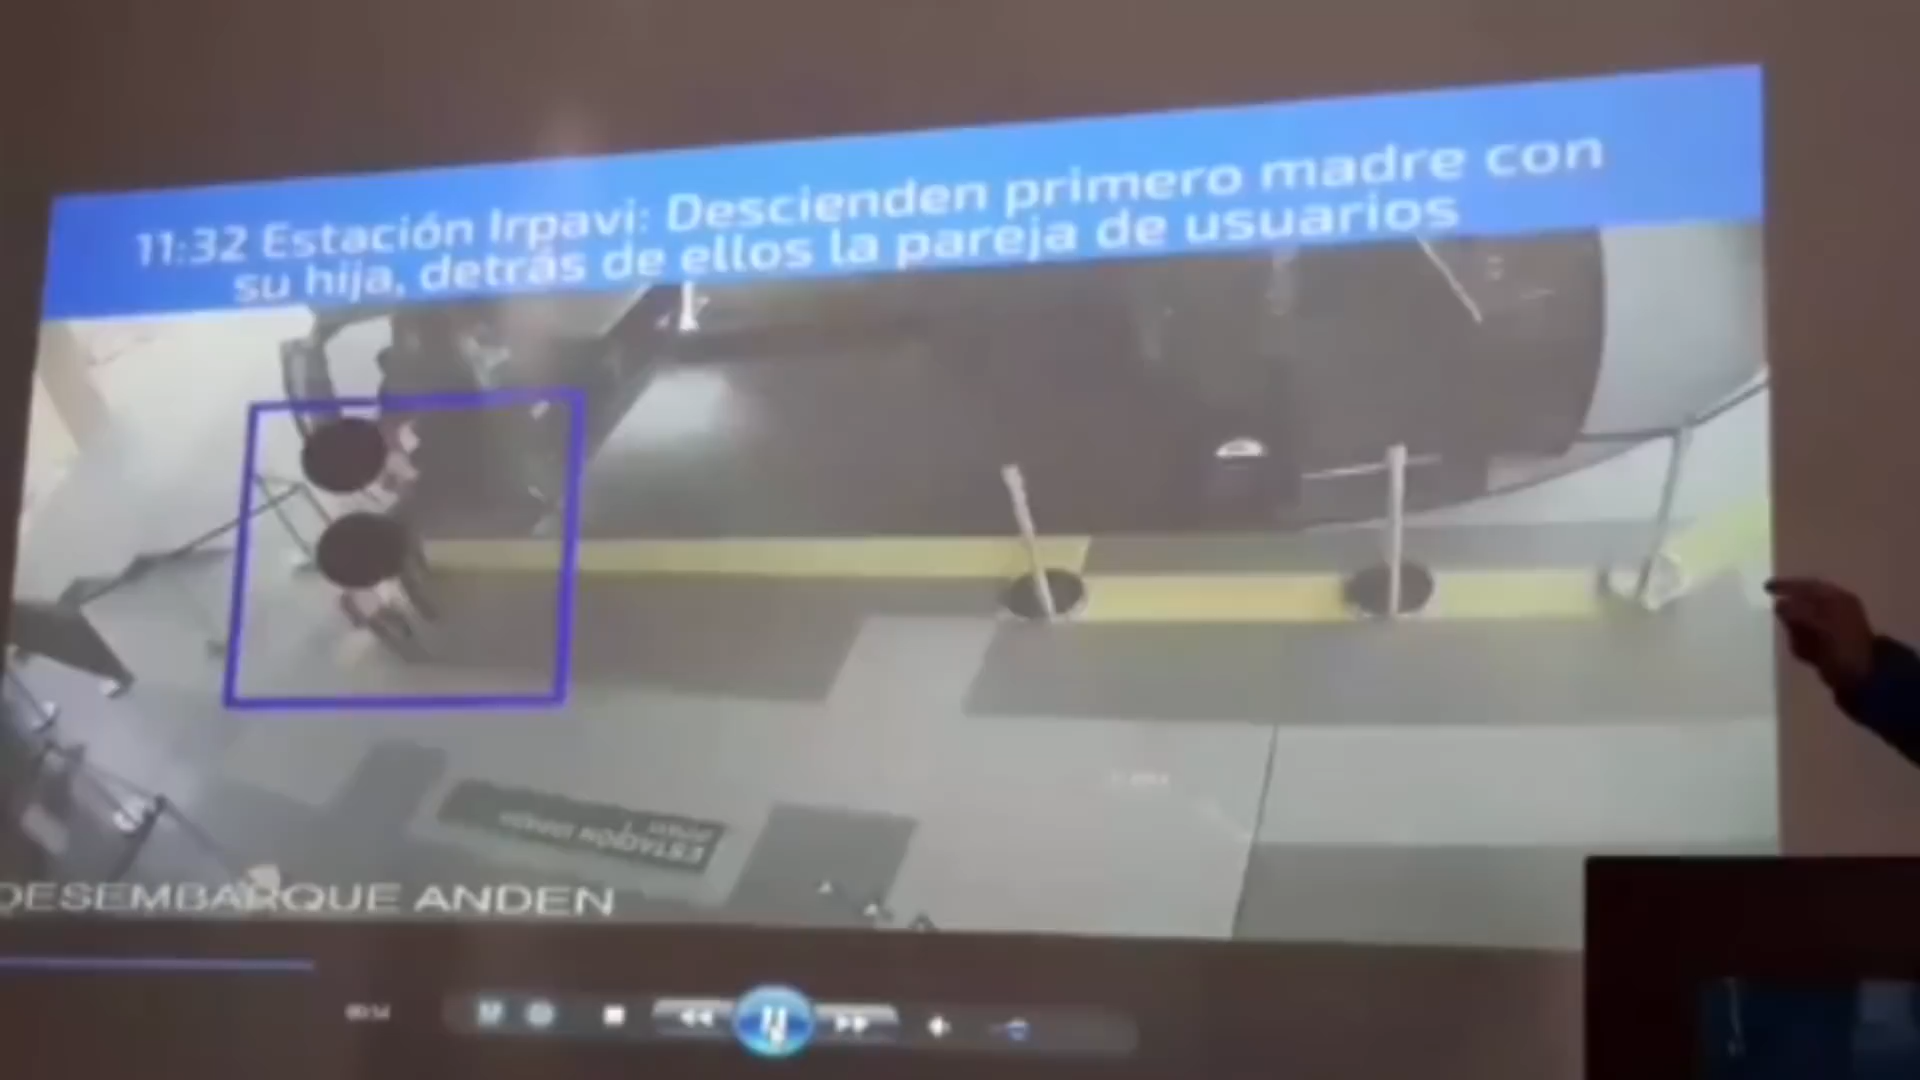 11:32 Estación Irpavi: Descienden primero madre con
su hija, detrás de ellos la pareja de usuarios
ESTACION
DESEMBARQUE ANDEN